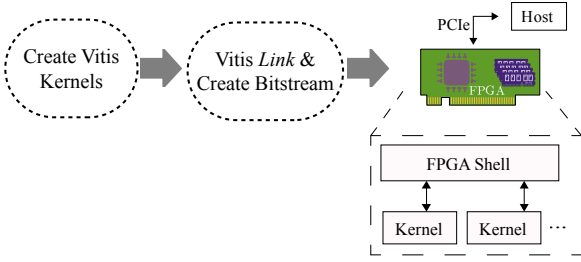 Create Vitis
Kernels
Vitis Link &
Create Bitstream
PCIe
Host
FPGA
FPGA Shell
Kernel
Kernel
...